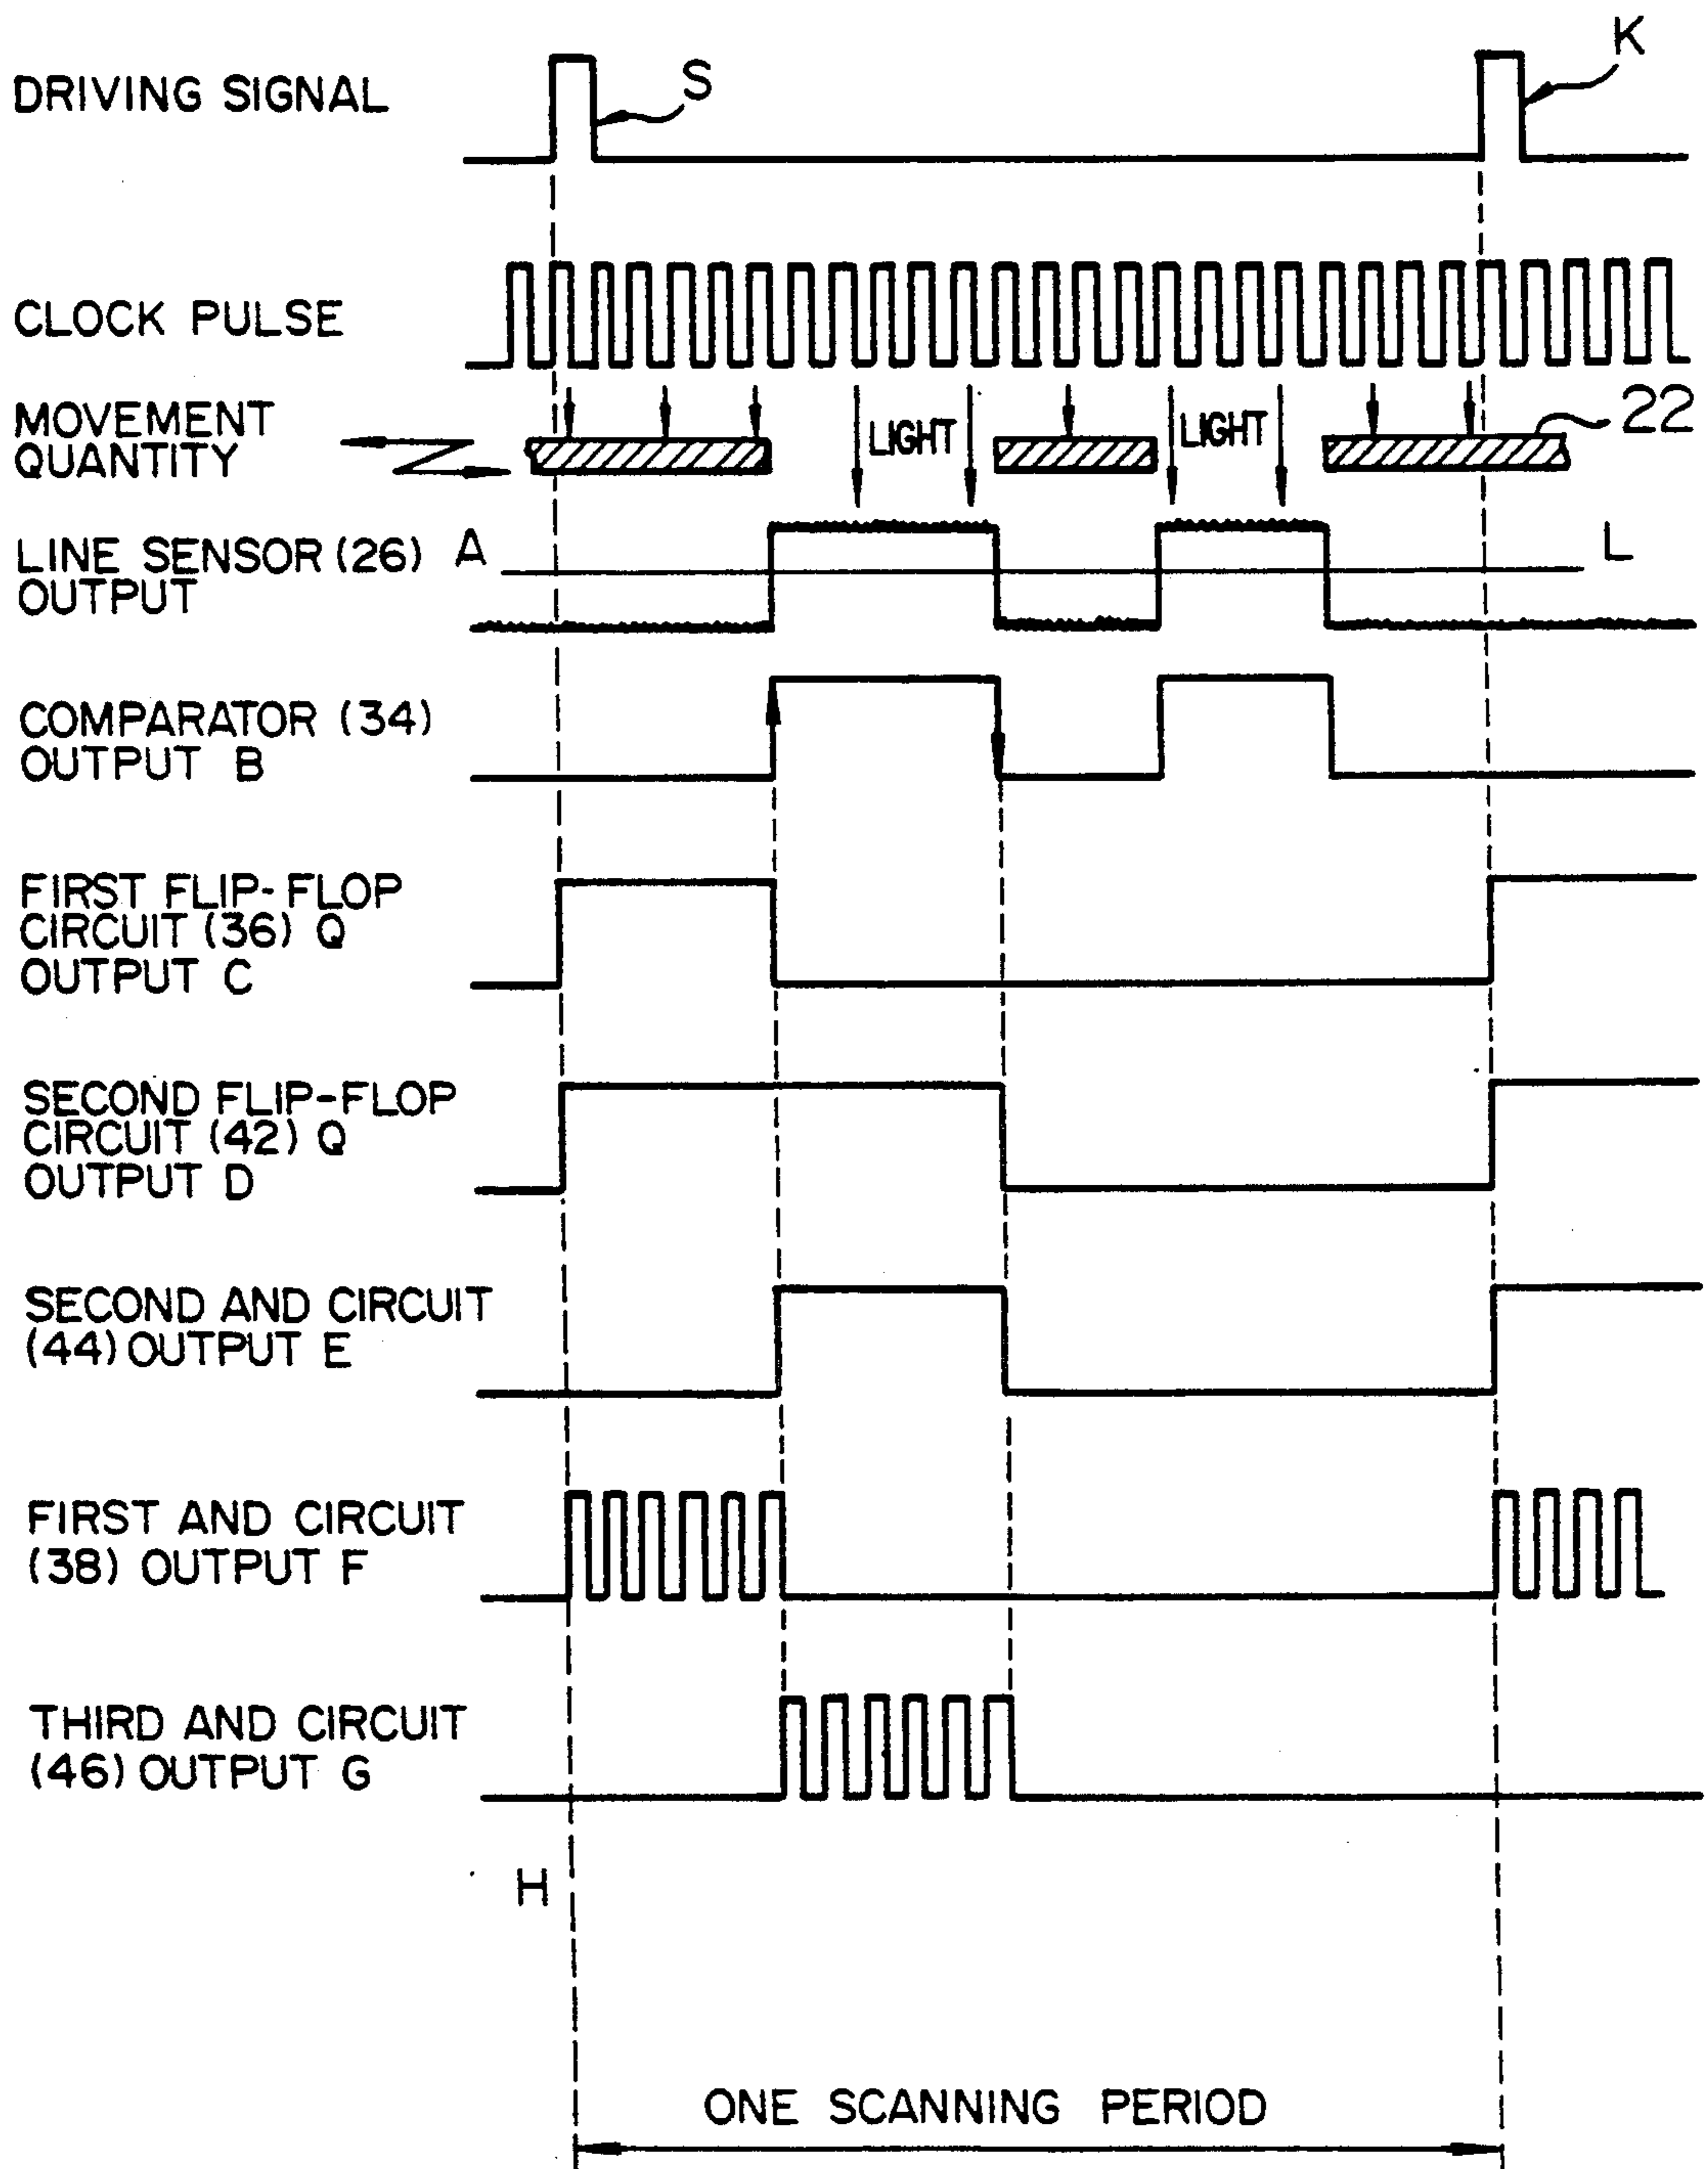 K
DRIVING SIGNAL
S
CLOCK PULSE
MOVEMENT
QUANTITY
LIGHT
LIGHT
22
LINE SENSOR (26) A
OUTPUT
L
COMPARATOR (34)
OUTPUT B
FIRST FLIP-FLOP
CIRCUIT (36) Q
OUTPUT C
SECOND FLIP-FLOP
CIRCUIT (42) Q
OUTPUT D
SECOND AND CIRCUIT
(44) OUTPUT E
FIRST AND CIRCUIT
(38) OUTPUT F
THIRD AND CIRCUIT
(46) OUTPUT G
H
ONE SCANNING PERIOD